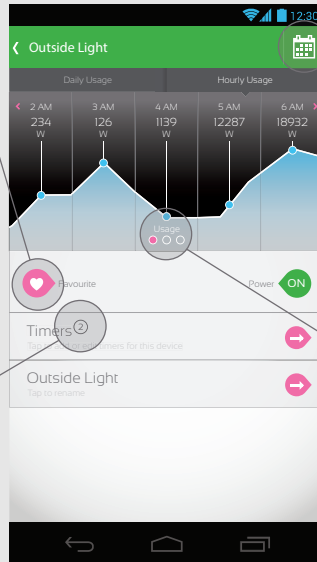 12:30
Outside Light
Daily Usage
Hourly Usage
2 AM
3 AM
4 AM
5 AM
6 AM
234
126
1139
12287
18932
W
W
W
W
W
Usage
Favourite
Power
ON
Timers 2
Tap to add or edit timers for this device
Outside Light
Tap to rename